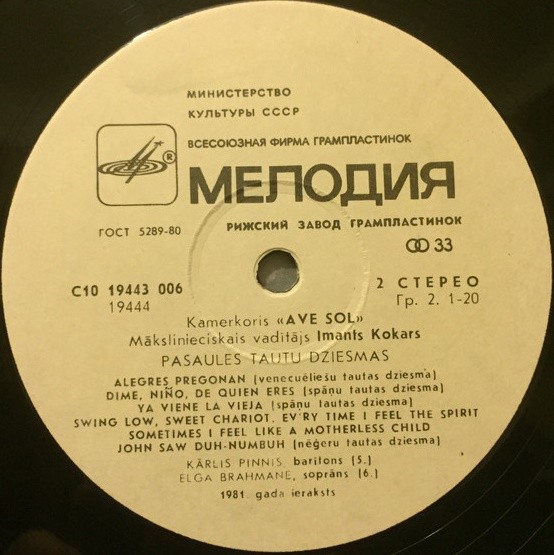 МИНИСТЕРСТВО
КУЛЬТУРЫ СССР
ВСЕСОЮЗНАЯ ФИРМА ГРАМПЛАСТИНОК
®
МЕЛОДИЯ
ГОСТ 5289-80
РИЖСКИЙ ЗАВОД ГРАМПЛАСТИНОК
33
С10 19443 006
19444
2 СТЕРЕО
Гр. 2. 1-20
Kamerkoris «AVE SOL»
Mākslinieciskais vadītājs Imants Kokars
PASAULES TAUTU DZIESMAS
ALEGRES PREGONAN (venecuēliešu tautas dziesma)
DIME, NIÑO, DE QUIEN ERES (spāņu tautas dziesma)
YA VIENE LA VIEJA (spāņu tautas dziesma)
SWING LOW, SWEET CHARIOT. EV'RY TIME I FEEL THE SPIRIT
SOMETIMES I FEEL LIKE A MOTHERLESS CHILD
JOHN SAW DUH-NUMBUH (nēģeru tautas dziesma)
KĀRLIS PINNIS, baritons (5.)
ELGA BRAHMANE, soprāns (6.)
1981. gada ieraksts